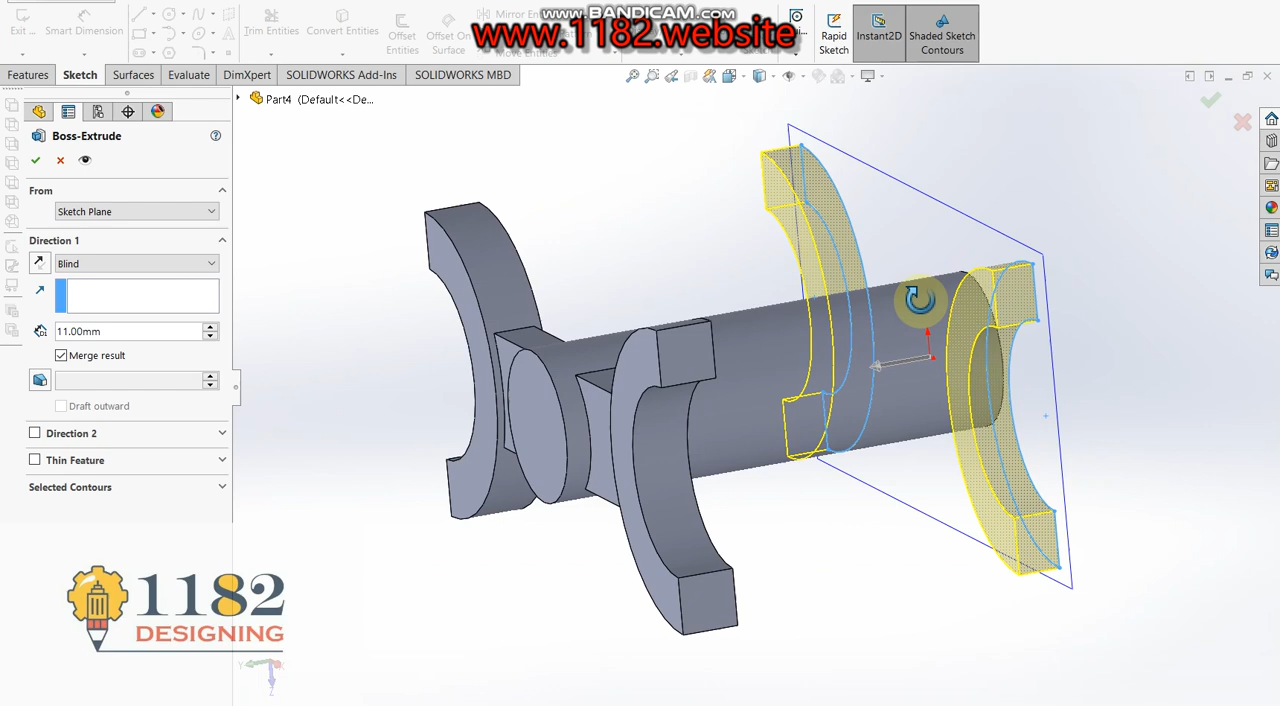 www.BANDICAM.com
www.1182.website
Exit ...
Smart Dimension
Trim Entities
Convert Entities
Offset
Entities
Offset On
Surface
Mirror Entities
Move Entities
Rapid
Sketch
Instant2D
Shaded Sketch
Contours
Features
Sketch
Surfaces
Evaluate
DimXpert
SOLIDWORKS Add-Ins
SOLIDWORKS MBD
Part4 (Default<<De...
Boss-Extrude
From
Sketch Plane
Direction 1
Blind
11.00mm
Merge result
Draft outward
Direction 2
Thin Feature
Selected Contours
1182
DESIGNING
Y
Z